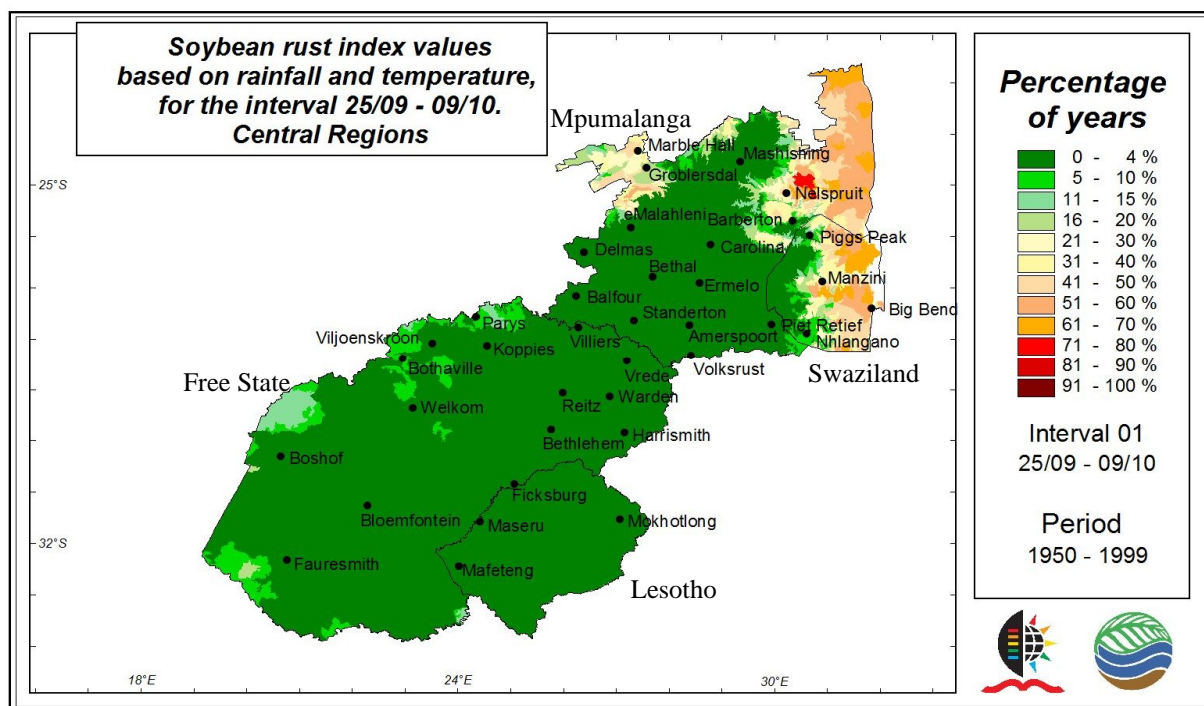 Soybean rust index values
based on rainfall and temperature,
for the interval 25/09 - 09/10.
Central Regions
Percentage
of years
0 - 4 %
5 - 10 %
11 - 15 %
16 - 20 %
21 - 30 %
31 - 40 %
41 - 50 %
51 - 60 %
61 - 70 %
71 - 80 %
81 - 90 %
91 - 100 %
Interval 01
25/09 - 09/10
Period
1950 - 1999
Mpumalanga
Marble Hall
Mashishing
Groblersdal
25°S
Nelspruit
eMalahleni
Barberton
Piggs Peak
Delmas
Carolina
Bethal
Manzini
Ermelo
Balfour
Big Bend
Standerton
Parys
Piet Retief
Viljoenskroon
Villiers
Amerspoort
Nhlangano
Koppies
Bothaville
Volksrust
Swaziland
Free State
Vrede
Reitz
Warden
Welkom
Bethlehem
Harrismith
Boshof
Ficksburg
Bloemfontein
Maseru
Mokhotlong
32°S
Fauresmith
Mafeteng
Lesotho
18°E
24°E
30°E